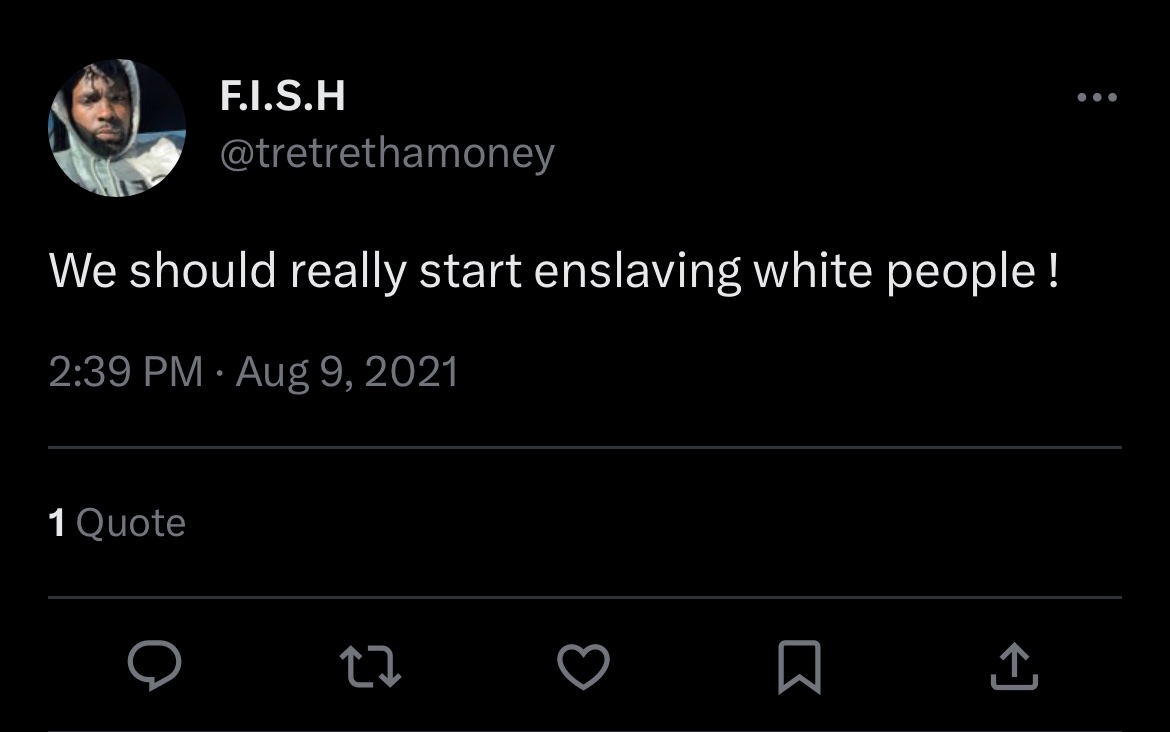 F.I.S.H
@tretrethamoney
We should really start enslaving white people !
2:39 PM · Aug 9, 2021
1 Quote